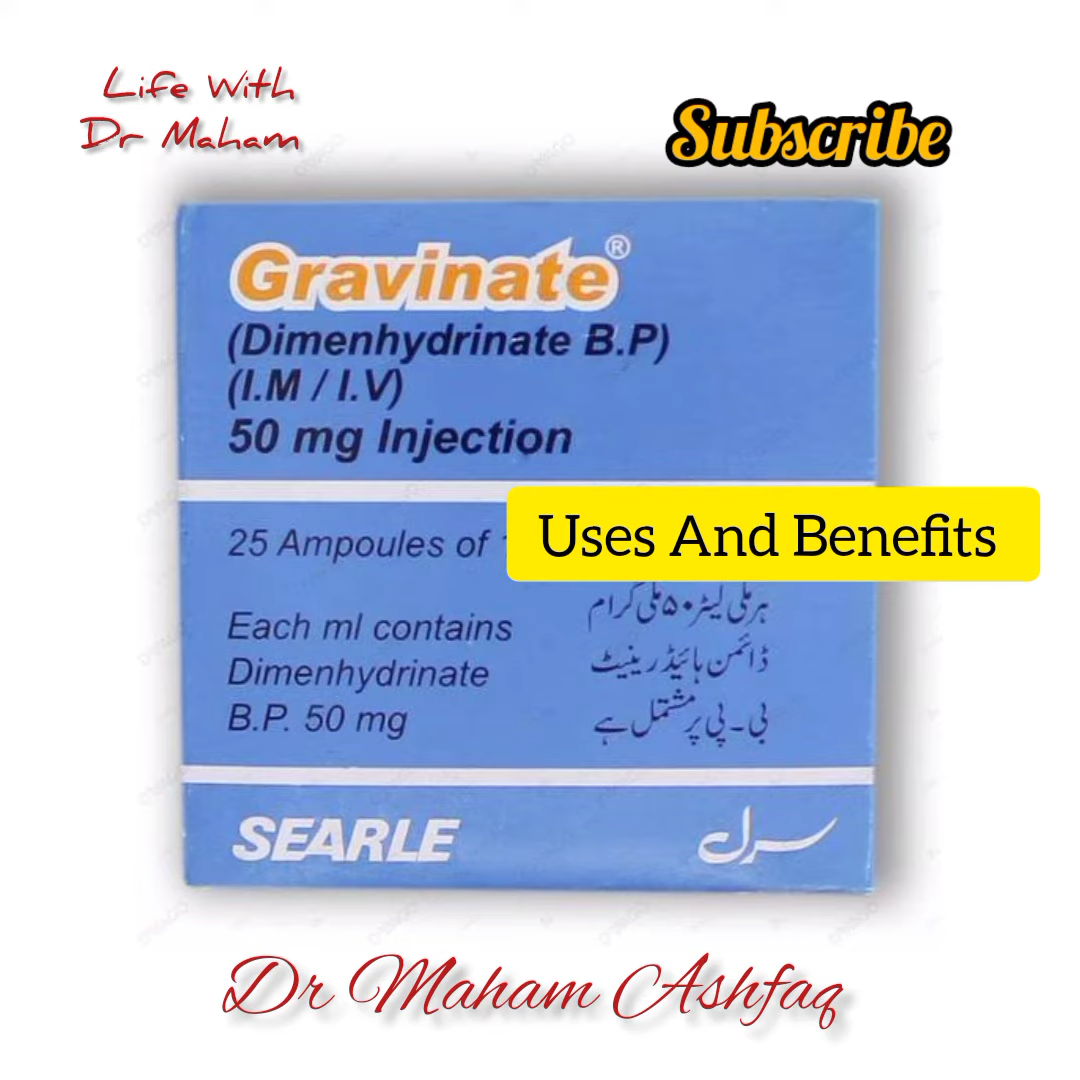 Life With
Dr Maham
Subscribe
Gravinate®
(Dimenhydrinate B.P)
(I.M / I.V)
50 mg Injection
25 Ampoules of
Uses And Benefits
Each ml contains
Dimenhydrinate
B.P. 50 mg
ہر ملی لیٹر ۵۰ ملی گرام
ڈائمن ہائیڈرینیٹ
بی - پی پر مشتمل ہے
SEARLE
سرل
Dr Maham Ashfaq